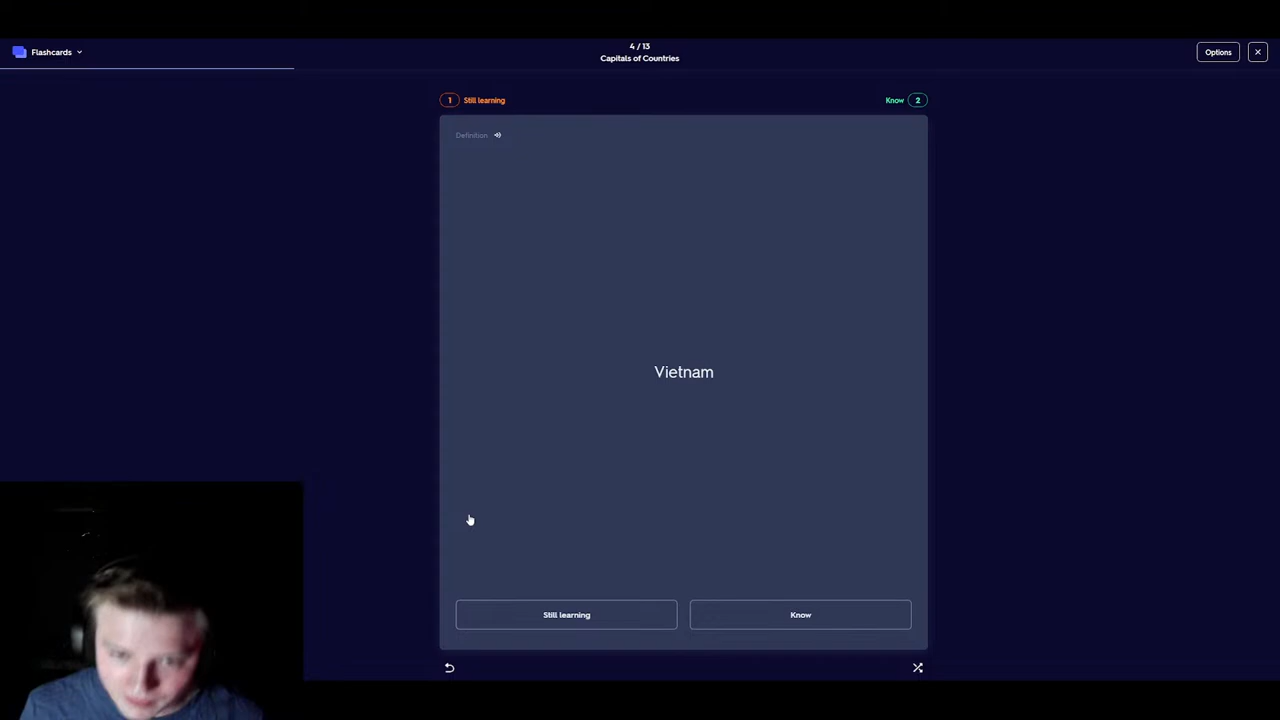 Flashcards
4 / 13
Capitals of Countries
Options
1 Still learning
Know 2
Definition
Vietnam
Still learning
Know